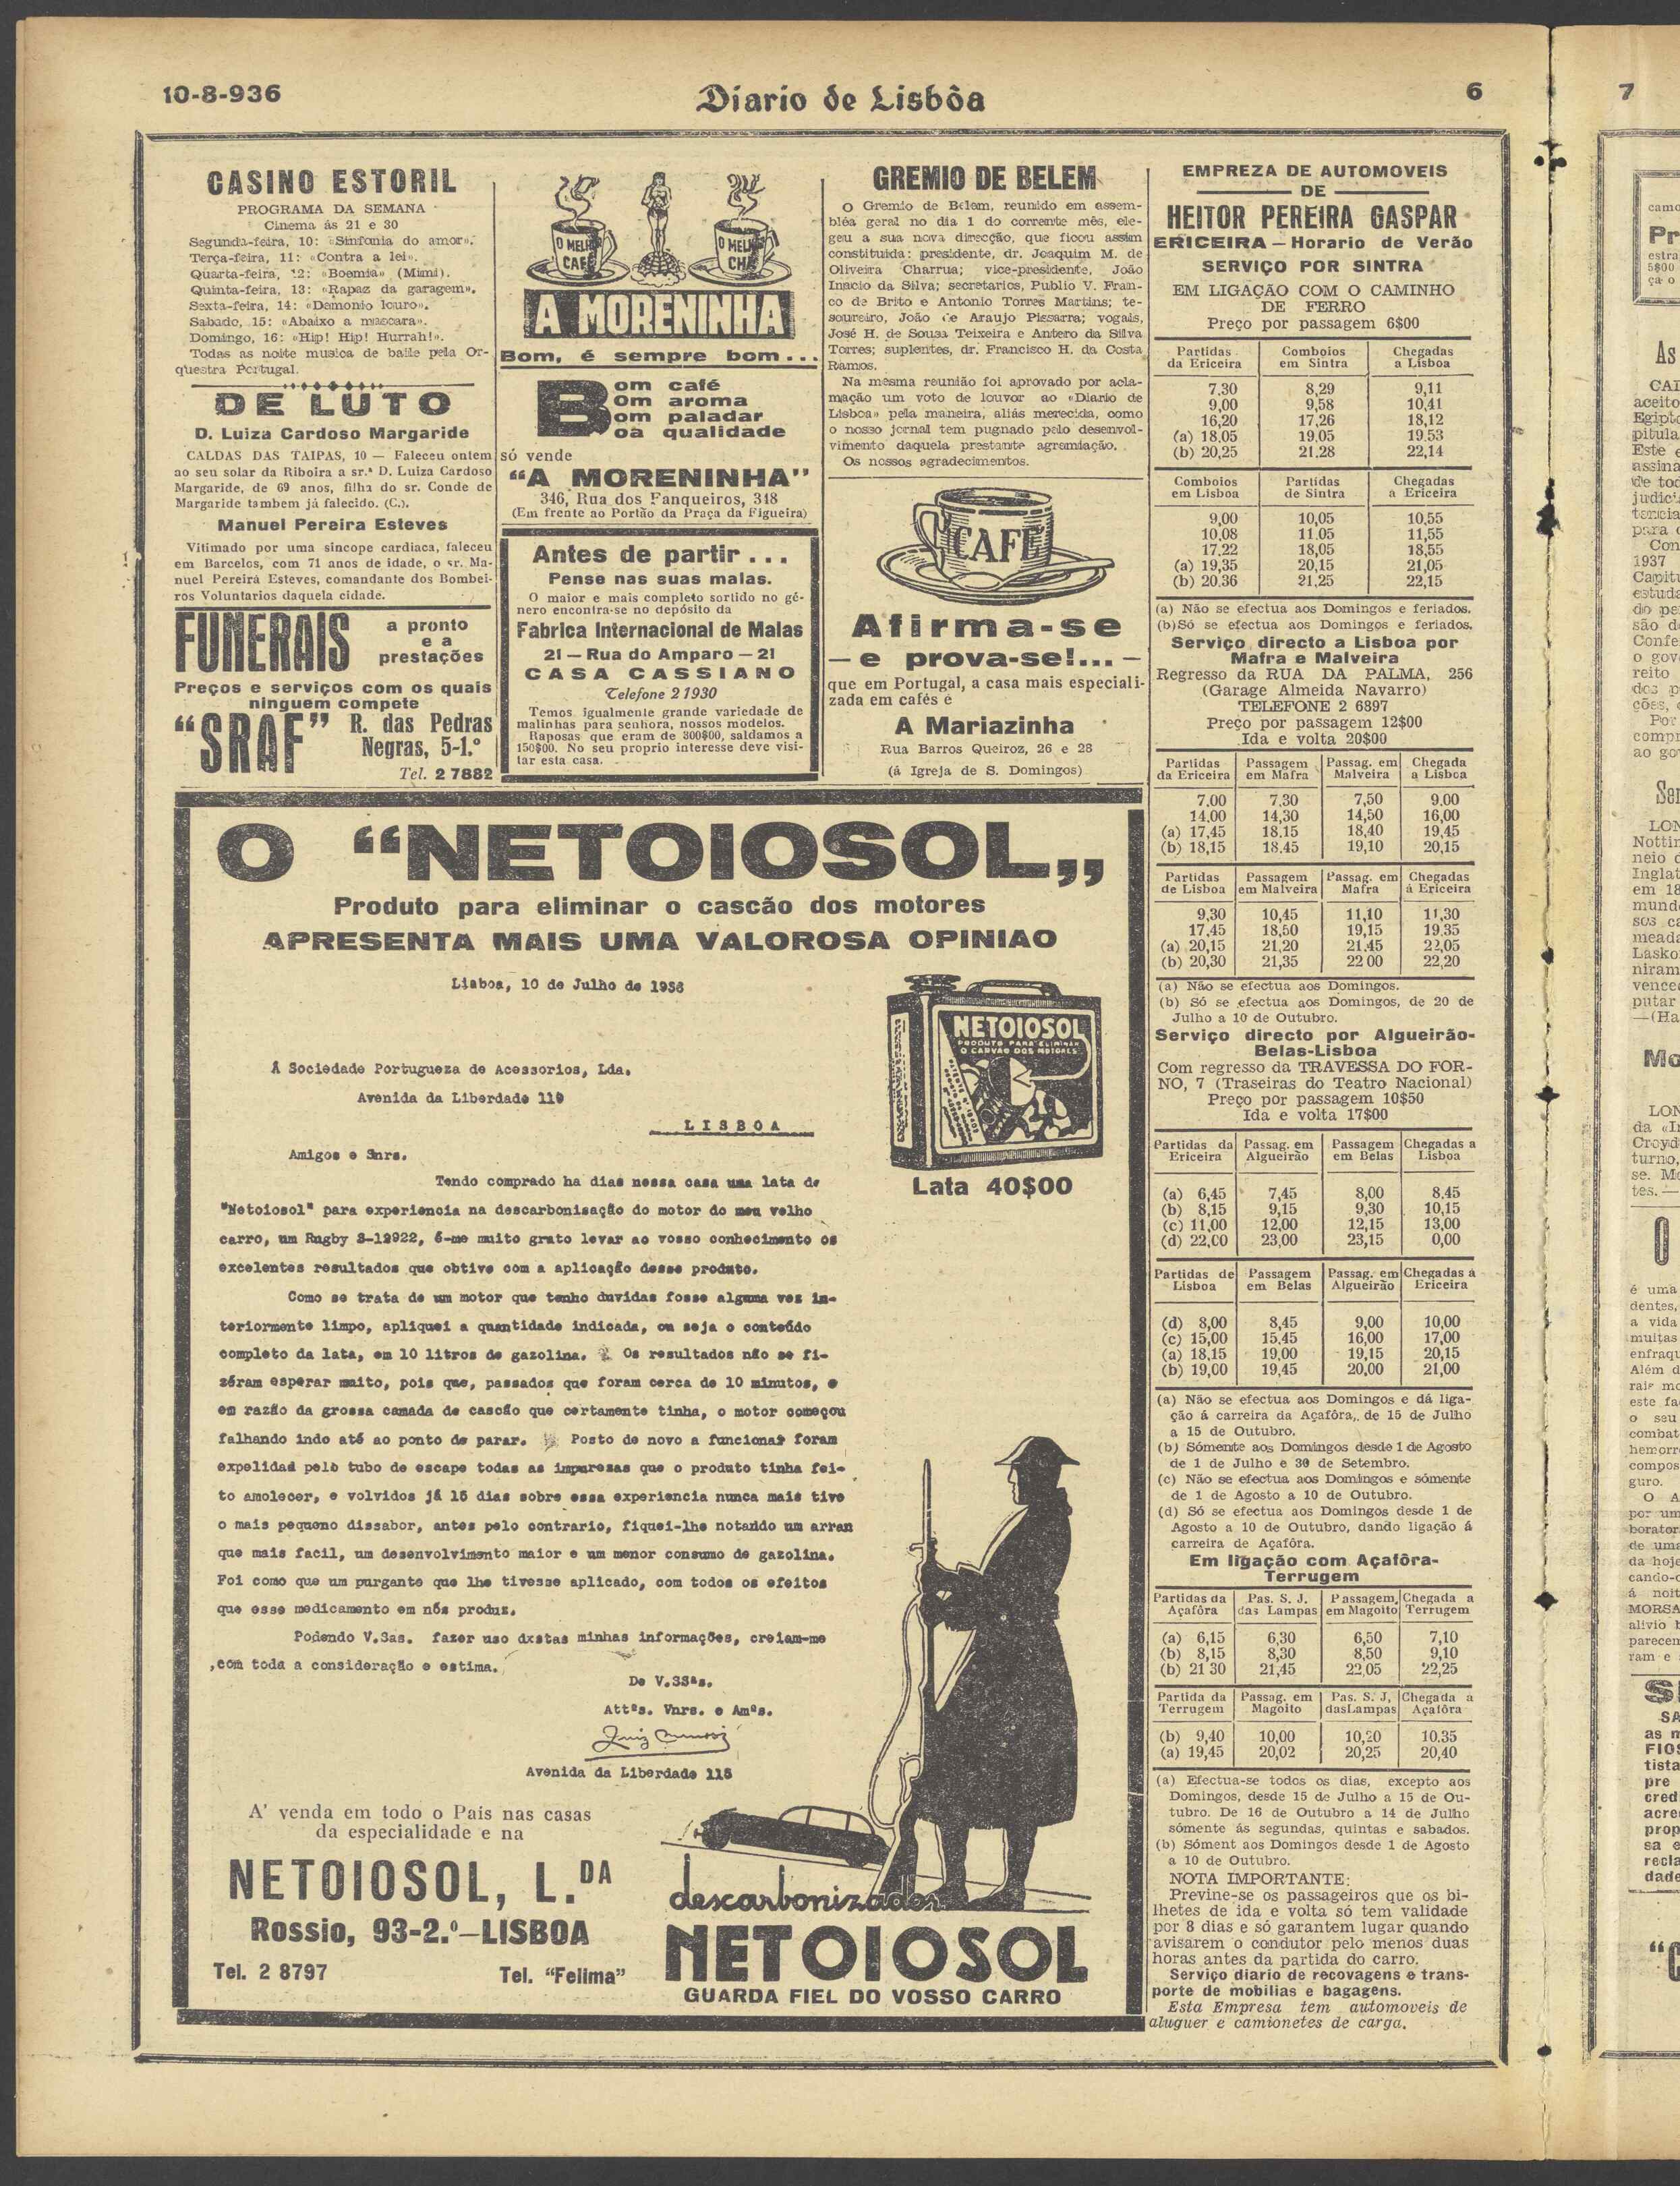 10-8-936
Diario de Lisbôa
6
CASINO ESTORIL
PROGRAMA DA SEMANA
Cinema ás 21 e 30
Segunda-feira, 10: «Sinfonia do amor».
Terça-feira, 11: «Contra a lei».
Quarta-feira, 12: «Boemia» (Mimi).
Quinta-feira, 13: «Rapaz da garagem».
Sexta-feira, 14: «Demonio louro».
Sabado, 15: «Abaixo a mascara».
Domingo, 16: «Hip! Hip! Hurrah!».
Todas as noite musica de baile pela Or-
questra Portugal.
DE LUTO
D. Luiza Cardoso Margaride
CALDAS DAS TAIPAS, 10 — Faleceu ontem
ao seu solar da Riboira a sr.ª D. Luiza Cardoso
Margaride, de 69 anos, filha do sr. Conde de
Margaride tambem já falecido. (C.).
Manuel Pereira Esteves
Vitimado por uma sincope cardiaca, faleceu
em Barcelos, com 71 anos de idade, o sr. Ma-
nuel Pereira Esteves, comandante dos Bombei-
ros Voluntarios daquela cidade.
FUNERAIS
a pronto
e a
prestações
Preços e serviços com os quais
ninguem compete
“SRAF”
R. das Pedras
Negras, 5-1.º
Tel. 2 7882
O MELHOR CAFÉ
O MELHOR CHÁ
A MORENINHA
Bom, é sempre bom...
Bom café
om aroma
om paladar
oa qualidade
só vende
“A MORENINHA”
346, Rua dos Fanqueiros, 348
(Em frente ao Portão da Praça da Figueira)
Antes de partir...
Pense nas suas malas.
O maior e mais completo sortido no gé-
nero encontra-se no depósito da
Fabrica Internacional de Malas
21 — Rua do Amparo — 21
CASA CASSIANO
Telefone 2 1930
Temos igualmente grande variedade de
malinhas para senhora, nossos modelos.
Raposas que eram de 300$00, saldamos a
150$00. No seu proprio interesse deve visi-
tar esta casa.
GREMIO DE BELEM
O Gremio de Belem, reunido em assem-
bléa geral no dia 1 do corrente mês, ele-
geu a sua nova direcção, que ficou assim
constituida: presidente, dr. Joaquim M. de
Oliveira Charrua; vice-presidente, João
Inacio da Silva; secretarios, Publio V. Fran-
co de Brito e Antonio Torres Martins; te-
soureiro, João de Araujo Pissarra; vogais,
José H. de Sousa Teixeira e Antero da Silva
Torres; suplentes, dr. Francisco H. da Costa
Ramos.
Na mesma reunião foi aprovado por acla-
mação um voto de louvor ao «Diario de
Lisboa» pela maneira, aliás merecida, como
o nosso jornal tem pugnado pelo desenvol-
vimento daquela prestante agremiação.
Os nossos agradecimentos.
CAFÉ
Afirma-se
— e prova-se!... —
que em Portugal, a casa mais especiali-
zada em cafés é
A Mariazinha
Rua Barros Queiroz, 26 e 28
(á Igreja de S. Domingos)
O “NETOIOSOL„
Produto para eliminar o cascão dos motores
APRESENTA MAIS UMA VALOROSA OPINIAO
Lisboa, 10 de Julho de 1936
Á Sociedade Portugueza de Acessorios, Lda.
Avenida da Liberdade 119
LISBOA
Amigos e Snrs.
Tendo comprado ha dias nessa casa uma lata de
"Netoiosol" para experiencia na descarbonisação do motor do meu velho
carro, um Rugby S-12922, é-me muito grato levar ao vosso conhecimento os
excelentes resultados que obtive com a aplicação desse produto.
Como se trata de um motor que tenho duvidas fosse alguma vez in-
teriormente limpo, apliquei a quantidade indicada, ou seja o conteúdo
completo da lata, em 10 litros de gazolina. Os resultados não se fi-
zéram esperar muito, pois que, passados que foram cerca de 10 minutos, e
em razão da grossa camada de cascão que certamente tinha, o motor começou
falhando indo até ao ponto de parar. Posto de novo a funcionar foram
expelidas pelo tubo de escape todas as impurezas que o produto tinha fei-
to amolecer, e volvidos já 15 dias sobre essa experiencia nunca mais tive
o mais pequeno dissabor, antes pelo contrario, fiquei-lhe notando um arran
que mais facil, um desenvolvimento maior e um menor consumo de gazolina.
Foi como que um purgante que lhe tivesse aplicado, com todos os efeitos
que esse medicamento em nós produz.
Podendo V.Sas. fazer uso dxstas minhas informações, creiam-me
,com toda a consideração e estima.
De V.SSªs.
Attºs. Vnrs. e Amºs.
Avenida da Liberdade 115
NETOIOSOL
PRODUTO PARA ELIMINAR
O CARVÃO DOS MOTORES
Lata 40$00
A' venda em todo o Pais nas casas
da especialidade e na
NETOIOSOL, L.DA
Rossio, 93-2.º—LISBOA
Tel. 2 8797
Tel. “Felima”
descarbonizador
NETOIOSOL
GUARDA FIEL DO VOSSO CARRO
EMPREZA DE AUTOMOVEIS
DE
HEITOR PEREIRA GASPAR
ERICEIRA — Horario de Verão
SERVIÇO POR SINTRA
EM LIGAÇÃO COM O CAMINHO
DE FERRO
Preço por passagem 6$00
Partidas da Ericeira | Comboios em Sintra | Chegadas a Lisboa
7,30 8,29 9,11
9,00 9,58 10,41
16,20 17,26 18,12
(a) 18,05 19,05 19,53
(b) 20,25 21,28 22,14
Comboios em Lisboa | Partidas de Sintra | Chegadas a Ericeira
9,00 10,05 10,55
10,08 11,05 11,55
17,22 18,05 18,55
(a) 19,35 20,15 21,05
(b) 20,36 21,25 22,15
(a) Não se efectua aos Domingos e feriados.
(b) Só se efectua aos Domingos e feriados.
Serviço directo a Lisboa por
Mafra e Malveira
Regresso da RUA DA PALMA, 256
(Garage Almeida Navarro)
TELEFONE 2 6897
Preço por passagem 12$00
Ida e volta 20$00
Partidas da Ericeira | Passagem em Mafra | Passag. em Malveira | Chegada a Lisboa
7,00 7,30 7,50 9,00
14,00 14,30 14,50 16,00
(a) 17,45 18,15 18,40 19,45
(b) 18,15 18,45 19,10 20,15
Partidas de Lisboa | Passagem em Malveira | Passag. em Mafra | Chegadas á Ericeira
9,30 10,45 11,10 11,30
17,45 18,50 19,15 19,35
(a) 20,15 21,20 21,45 22,05
(b) 20,30 21,35 22 00 22,20
(a) Não se efectua aos Domingos.
(b) Só se efectua aos Domingos, de 20 de
Julho a 10 de Outubro.
Serviço directo por Algueirão-
Belas-Lisboa
Com regresso da TRAVESSA DO FOR-
NO, 7 (Traseiras do Teatro Nacional)
Preço por passagem 10$50
Ida e volta 17$00
Partidas da Ericeira | Passag. em Algueirão | Passagem em Belas | Chegadas a Lisboa
(a) 6,45 7,45 8,00 8,45
(b) 8,15 9,15 9,30 10,15
(c) 11,00 12,00 12,15 13,00
(d) 22,00 23,00 23,15 0,00
Partidas de Lisboa | Passagem em Belas | Passag. em Algueirão | Chegadas á Ericeira
(d) 8,00 8,45 9,00 10,00
(c) 15,00 15,45 16,00 17,00
(a) 18,15 19,00 19,15 20,15
(b) 19,00 19,45 20,00 21,00
(a) Não se efectua aos Domingos e dá liga-
ção á carreira da Açafôra, de 15 de Julho
a 15 de Outubro.
(b) Sómente aos Domingos desde 1 de Agosto
de 1 de Julho e 30 de Setembro.
(c) Não se efectua aos Domingos e sómente
de 1 de Agosto a 10 de Outubro.
(d) Só se efectua aos Domingos desde 1 de
Agosto a 10 de Outubro, dando ligação á
carreira de Açafôra.
Em ligação com Açafôra-
Terrugem
Partidas da Açafôra | Pas. S. J. das Lampas | Passagem em Magoito | Chegada a Terrugem
(a) 6,15 6,30 6,50 7,10
(b) 8,15 8,30 8,50 9,10
(b) 21 30 21,45 22,05 22,25
Partida da Terrugem | Passag. em Magoito | Pas. S. J, das Lampas | Chegada a Açafôra
(b) 9,40 10,00 10,20 10.35
(a) 19,45 20,02 20,25 20,40
(a) Efectua-se todos os dias, excepto aos
Domingos, desde 15 de Julho a 15 de Ou-
tubro. De 16 de Outubro a 14 de Julho
sómente ás segundas, quintas e sabados.
(b) Sóment aos Domingos desde 1 de Agosto
a 10 de Outubro.
NOTA IMPORTANTE:
Previne-se os passageiros que os bi-
lhetes de ida e volta só tem validade
por 8 dias e só garantem lugar quando
avisarem o condutor pelo menos duas
horas antes da partida do carro.
Serviço diario de recovagens e trans-
porte de mobilias e bagagens.
Esta Empresa tem automoveis de
aluguer e camionetes de carga.
7